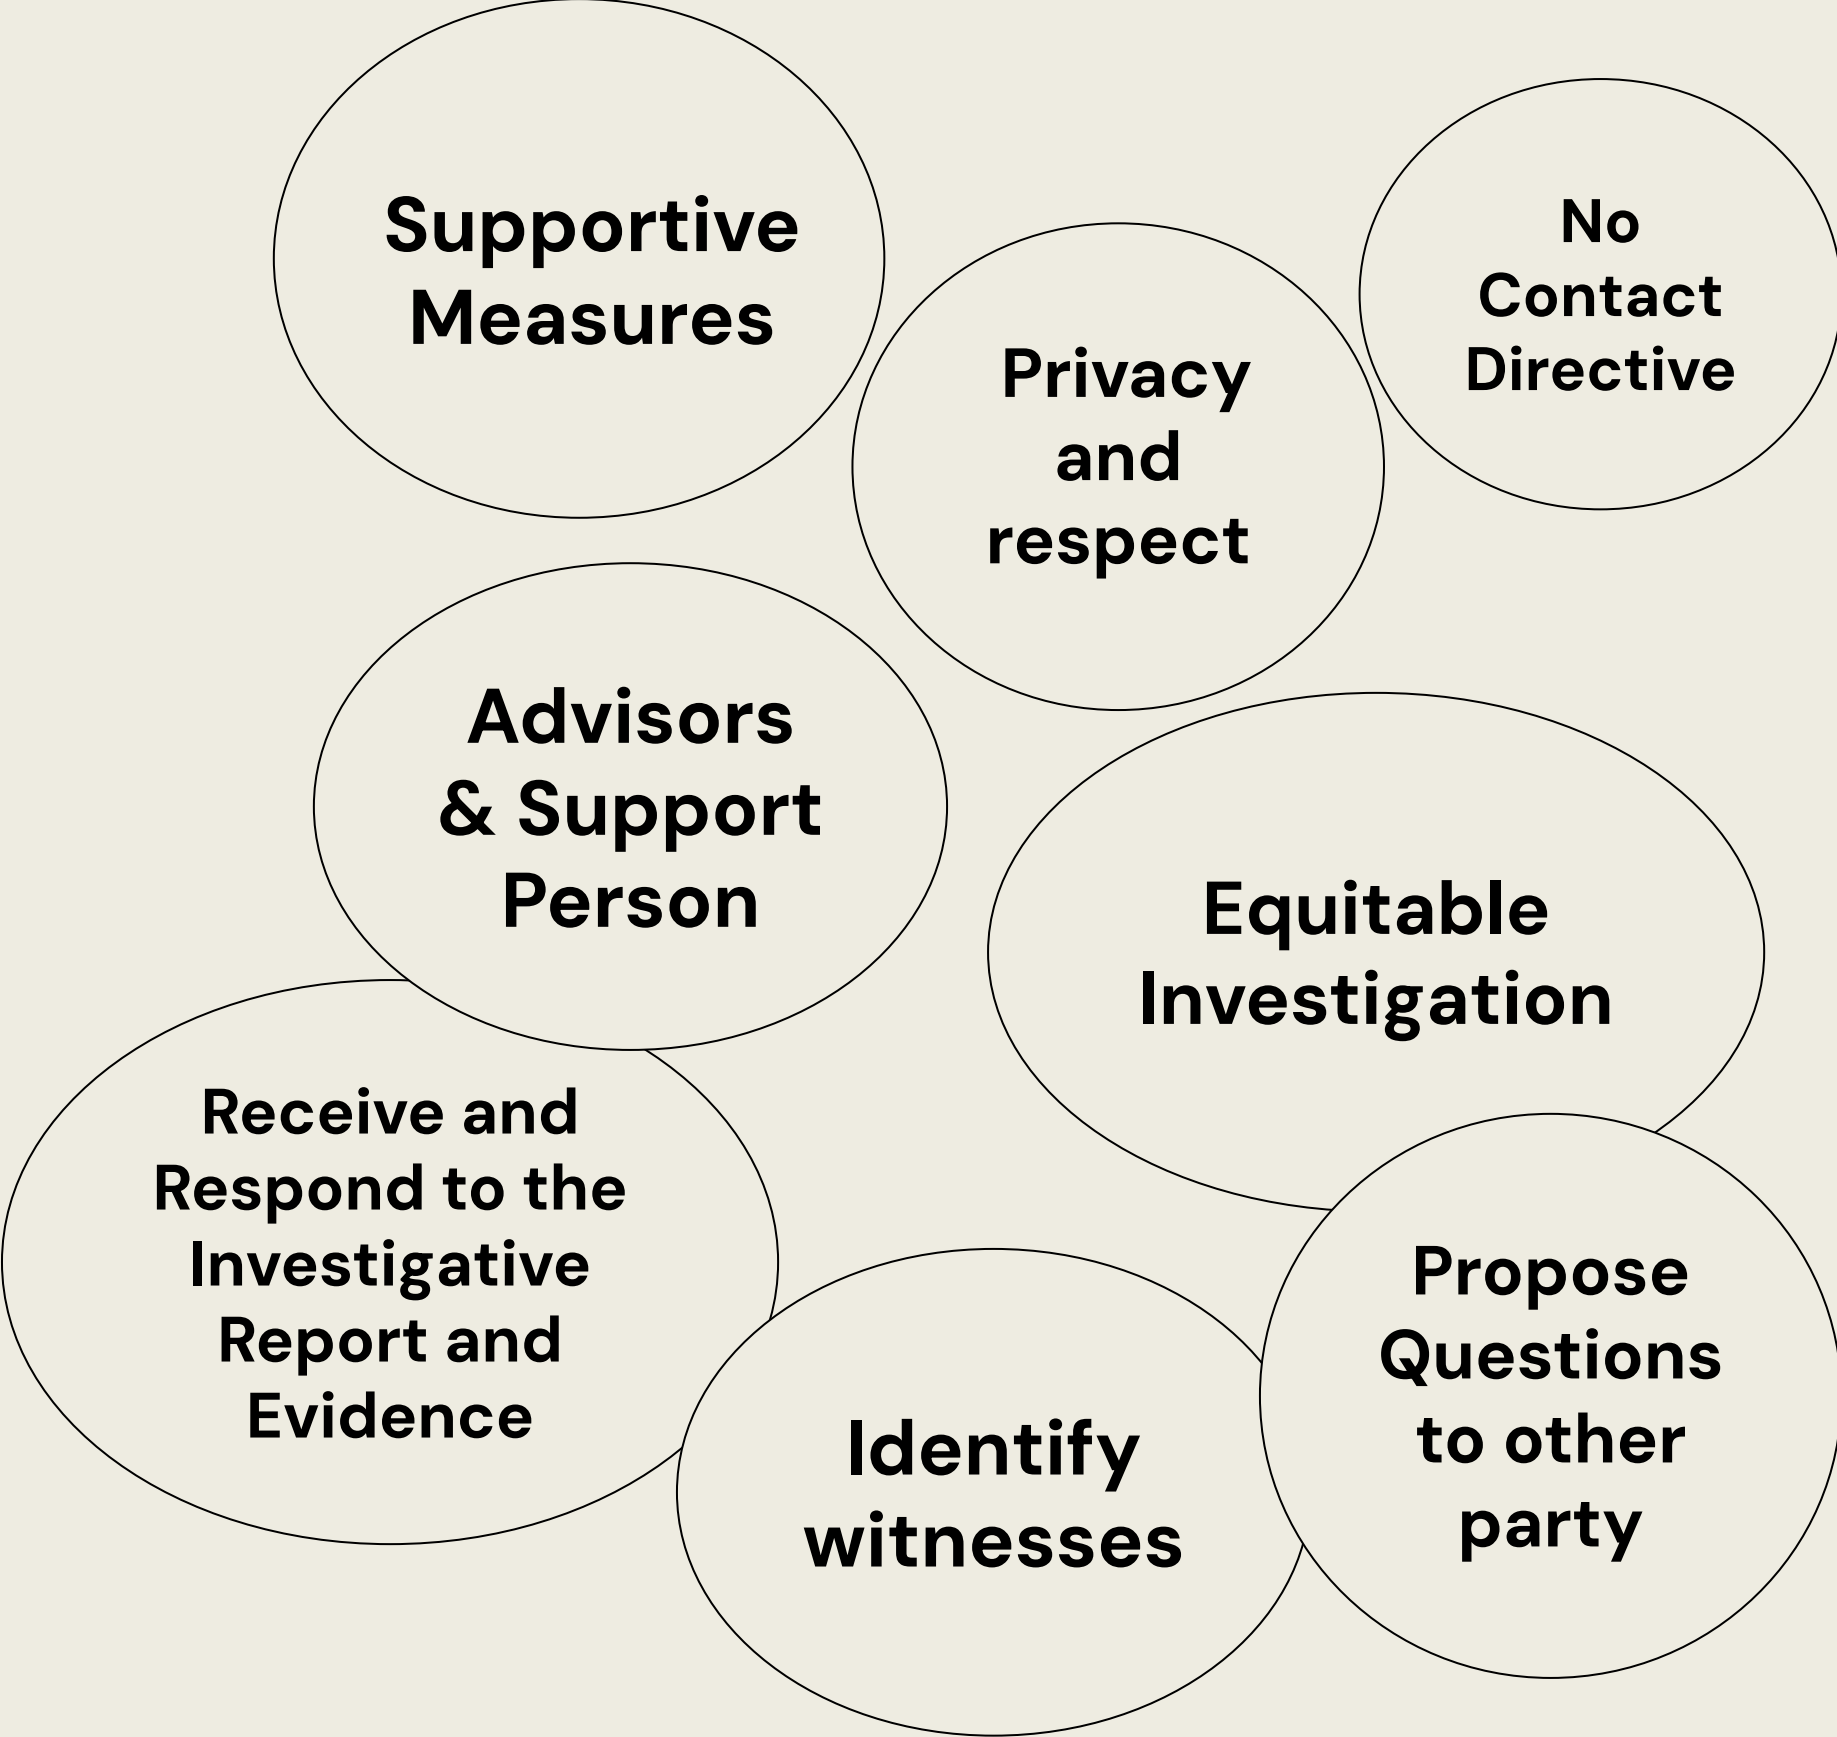 Supportive
Measures
No
Contact
Directive
Privacy
and
respect
Advisors
& Support
Person
Equitable
Investigation
Receive and
Respond to the
Investigative
Report and
Evidence
Propose
Questions
to other
party
Identify
witnesses